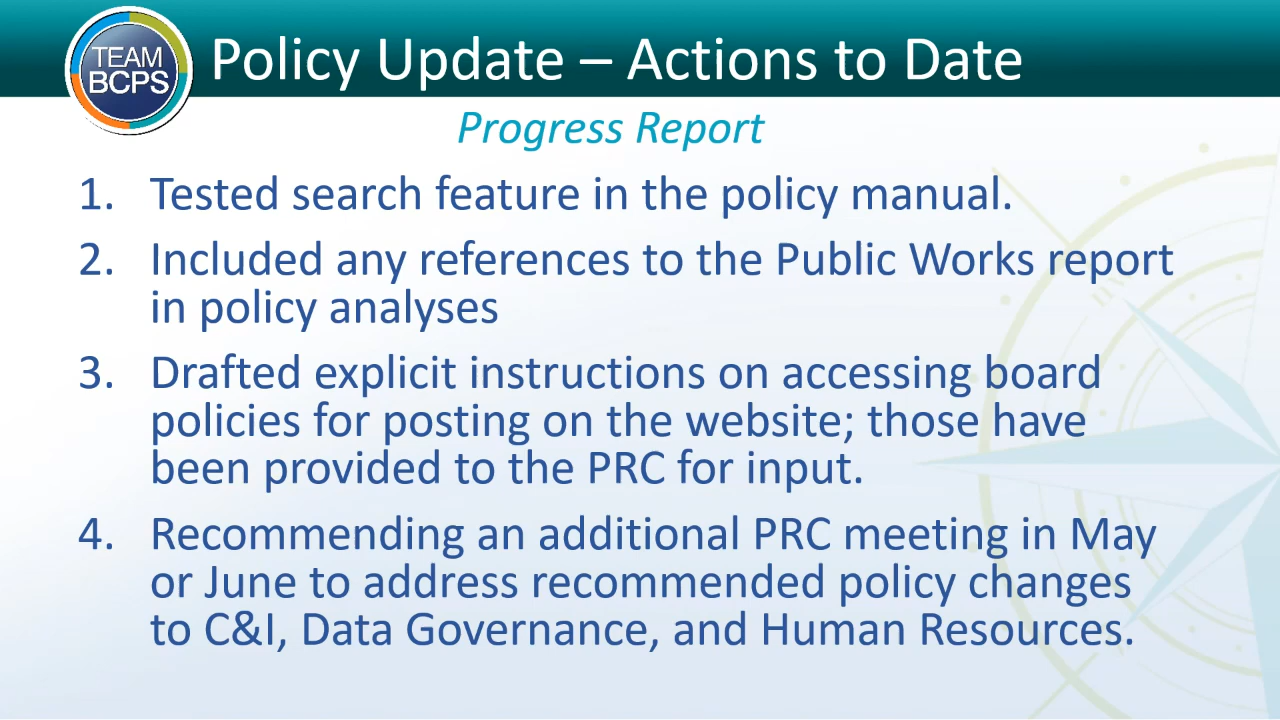 TEAM
BCPS
Policy Update – Actions to Date
Progress Report
1. Tested search feature in the policy manual.
2. Included any references to the Public Works report
in policy analyses
3. Drafted explicit instructions on accessing board
policies for posting on the website; those have
been provided to the PRC for input.
4. Recommending an additional PRC meeting in May
or June to address recommended policy changes
to C&I, Data Governance, and Human Resources.